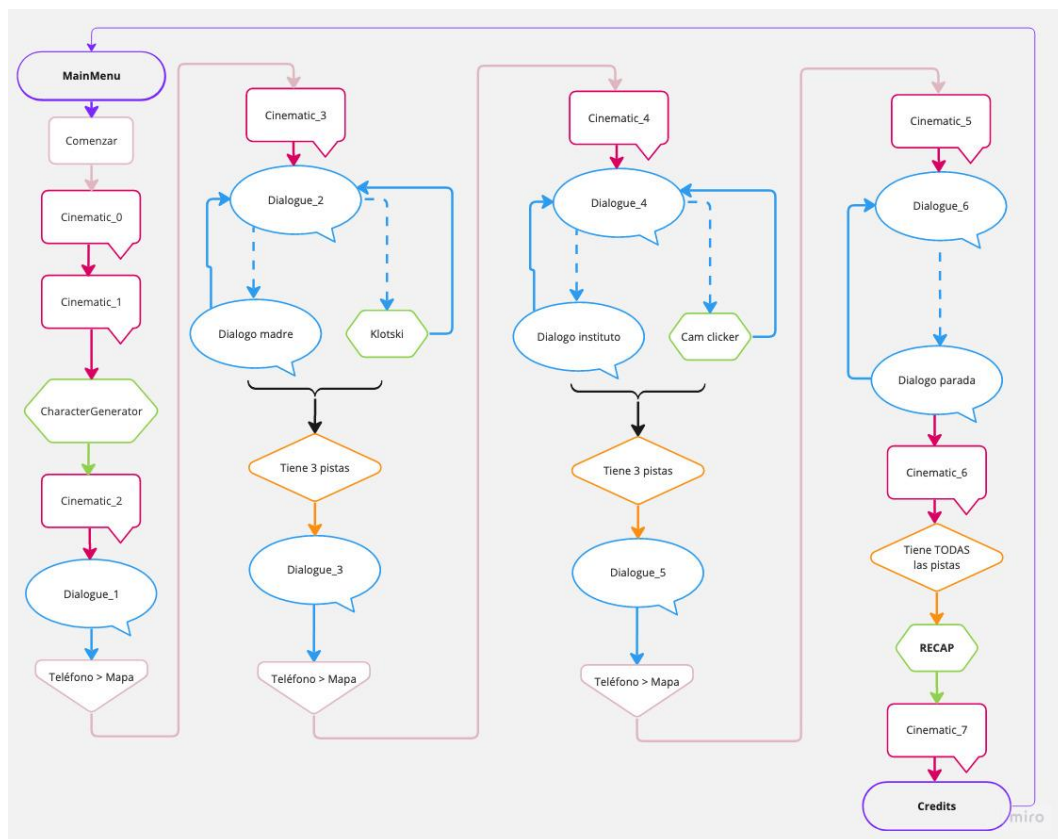 MainMenu
Comenzar
Cinematic_0
Cinematic_1
CharacterGenerator
Cinematic_2
Dialogue_1
Teléfono > Mapa
Cinematic_3
Dialogue_2
Dialogo madre
Klotski
Tiene 3 pistas
Dialogue_3
Teléfono > Mapa
Cinematic_4
Dialogue_4
Dialogo instituto
Cam clicker
Tiene 3 pistas
Dialogue_5
Teléfono > Mapa
Cinematic_5
Dialogue_6
Dialogo parada
Cinematic_6
Tiene TODAS
las pistas
RECAP
Cinematic_7
Credits
miro